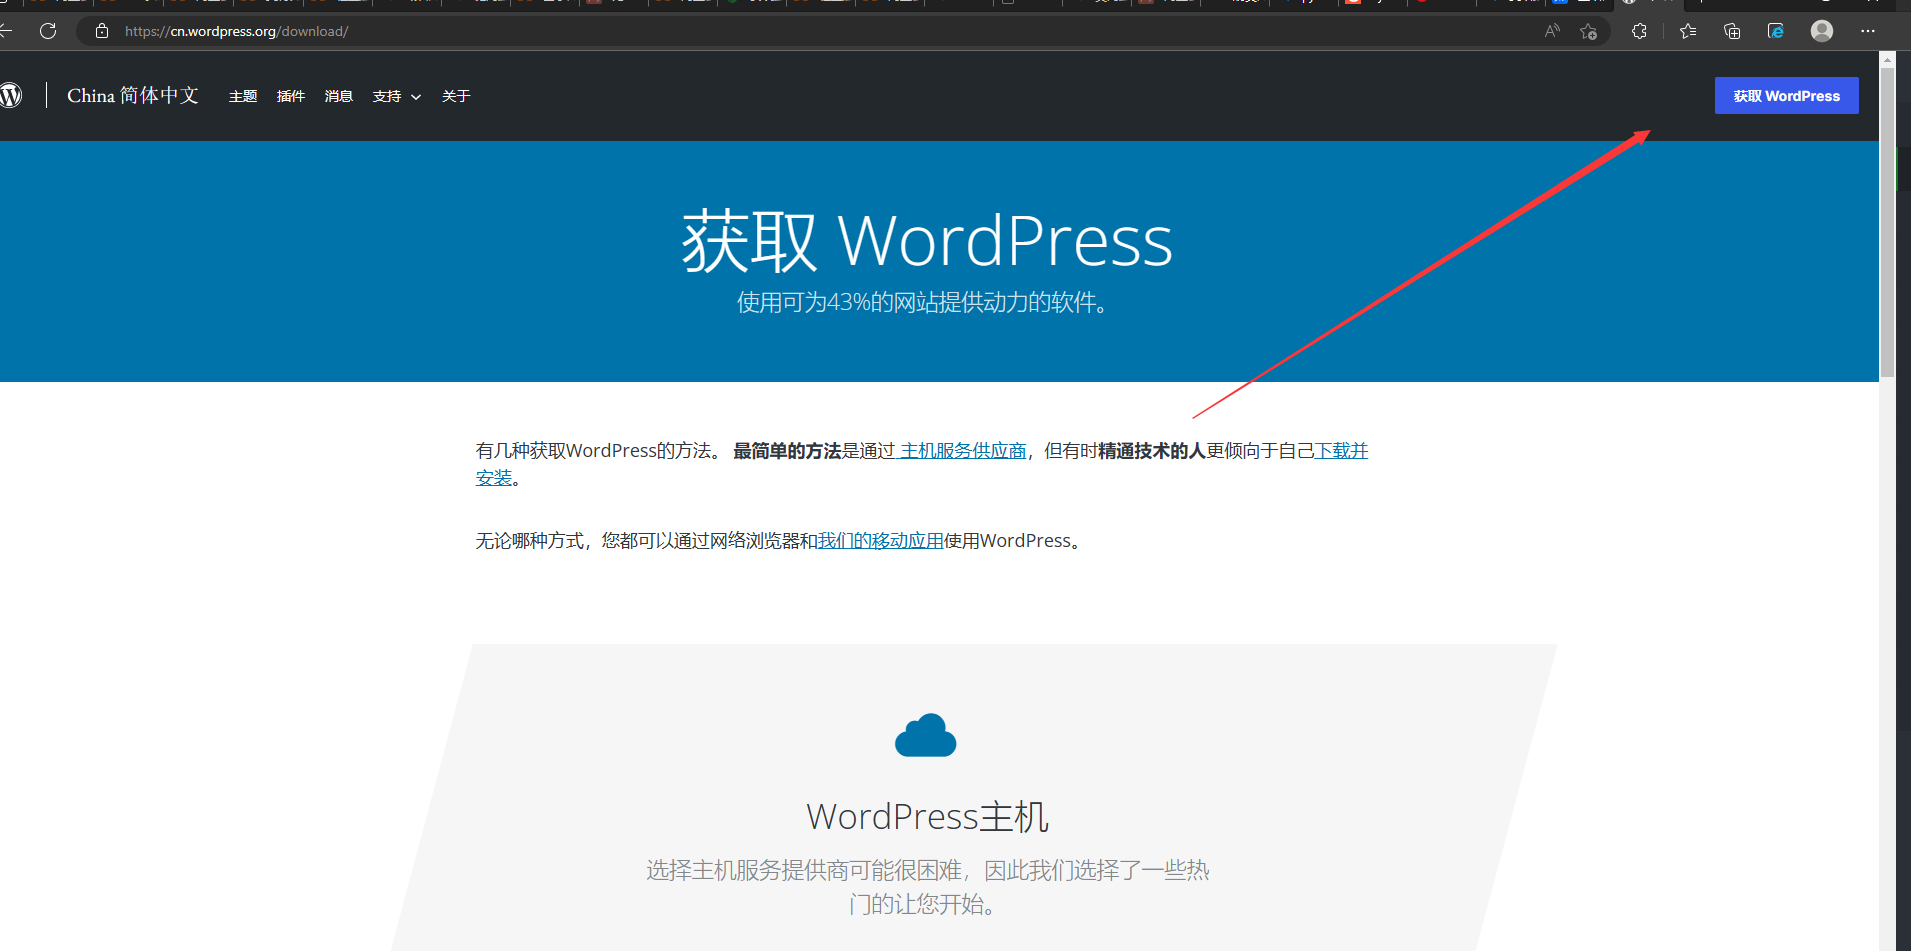 https://cn.wordpress.org/download/
China 简体中文 主题 插件 消息 支持 关于 获取 WordPress
获取 WordPress
使用可为43%的网站提供动力的软件。
有几种获取WordPress的方法。 最简单的方法是通过 主机服务供应商，但有时精通技术的人更倾向于自己下载并
安装。
无论哪种方式，您都可以通过网络浏览器和我们的移动应用使用WordPress。
WordPress主机
选择主机服务提供商可能很困难，因此我们选择了一些热
门的让您开始。